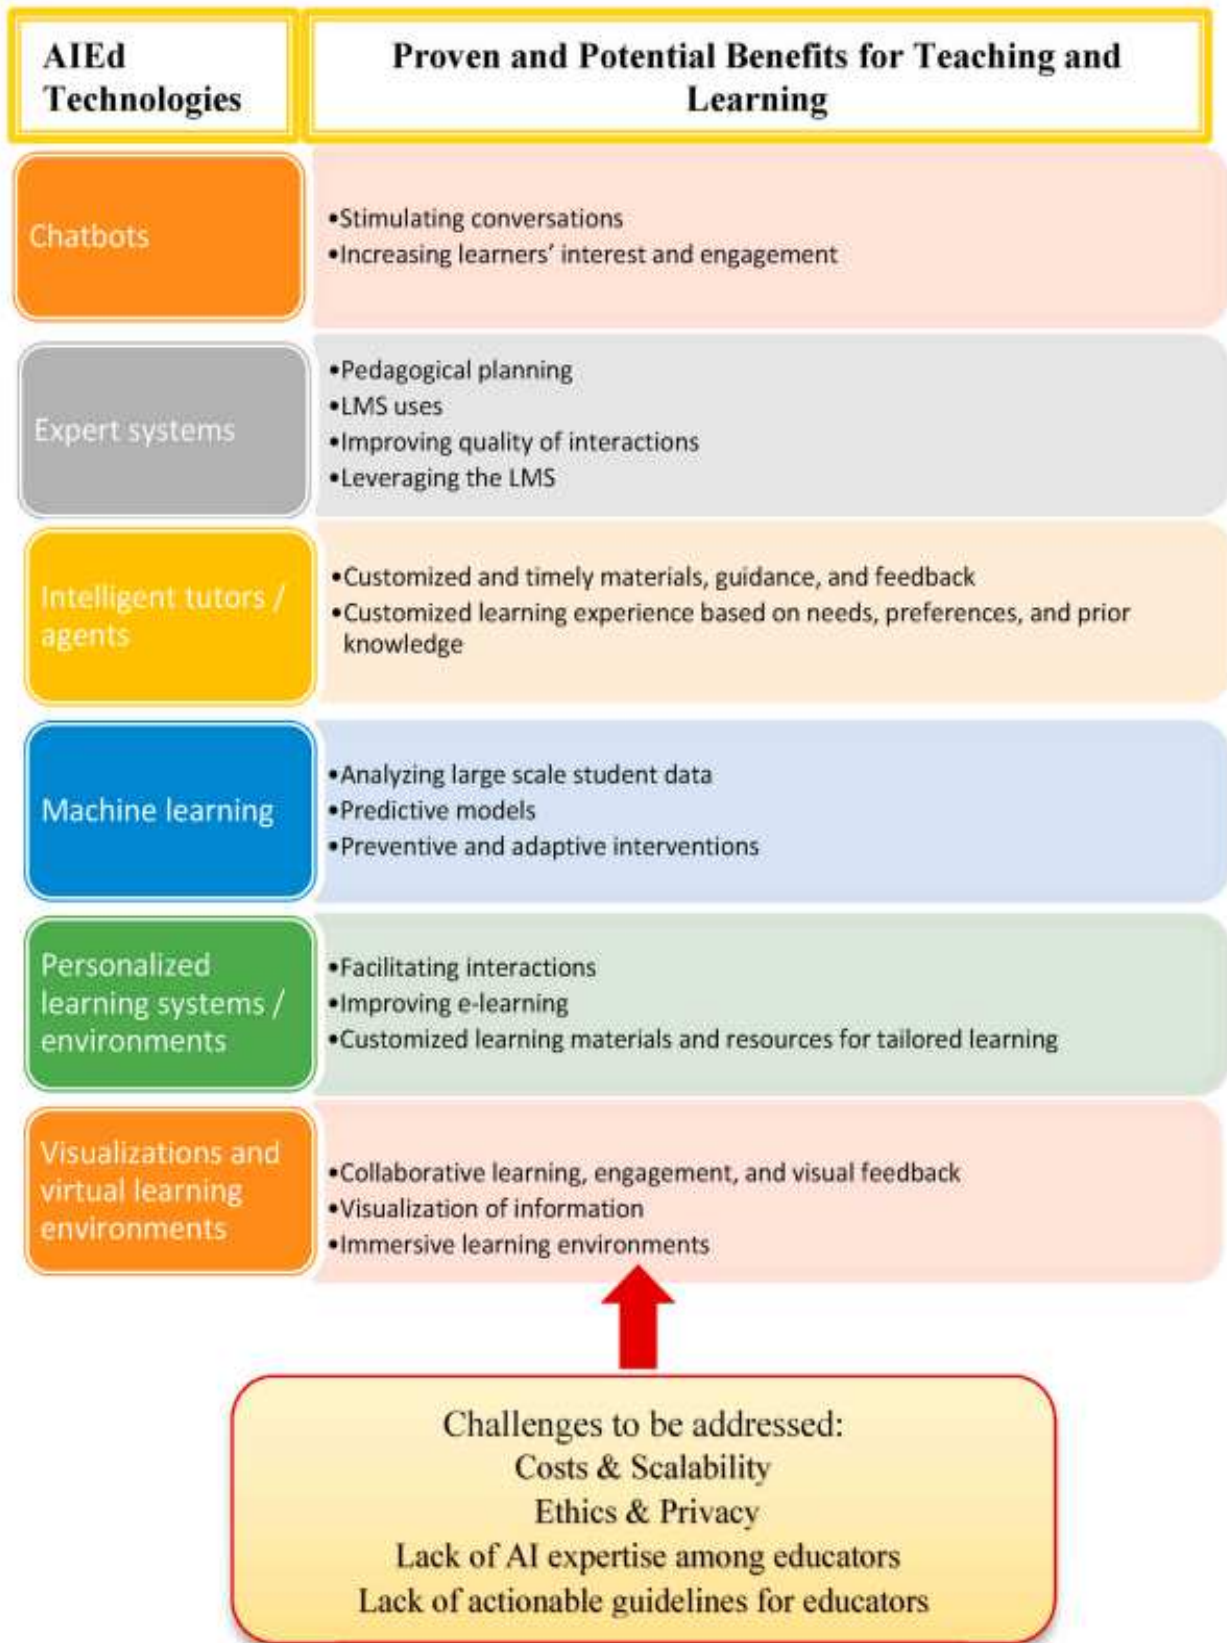 AIEd
Technologies
Proven and Potential Benefits for Teaching and
Learning
Chatbots
•Stimulating conversations
•Increasing learners’ interest and engagement
Expert systems
•Pedagogical planning
•LMS uses
•Improving quality of interactions
•Leveraging the LMS
Intelligent tutors /
agents
•Customized and timely materials, guidance, and feedback
•Customized learning experience based on needs, preferences, and prior
knowledge
Machine learning
•Analyzing large scale student data
•Predictive models
•Preventive and adaptive interventions
Personalized
learning systems /
environments
•Facilitating interactions
•Improving e-learning
•Customized learning materials and resources for tailored learning
Visualizations and
virtual learning
environments
•Collaborative learning, engagement, and visual feedback
•Visualization of information
•Immersive learning environments
Challenges to be addressed:
Costs & Scalability
Ethics & Privacy
Lack of AI expertise among educators
Lack of actionable guidelines for educators